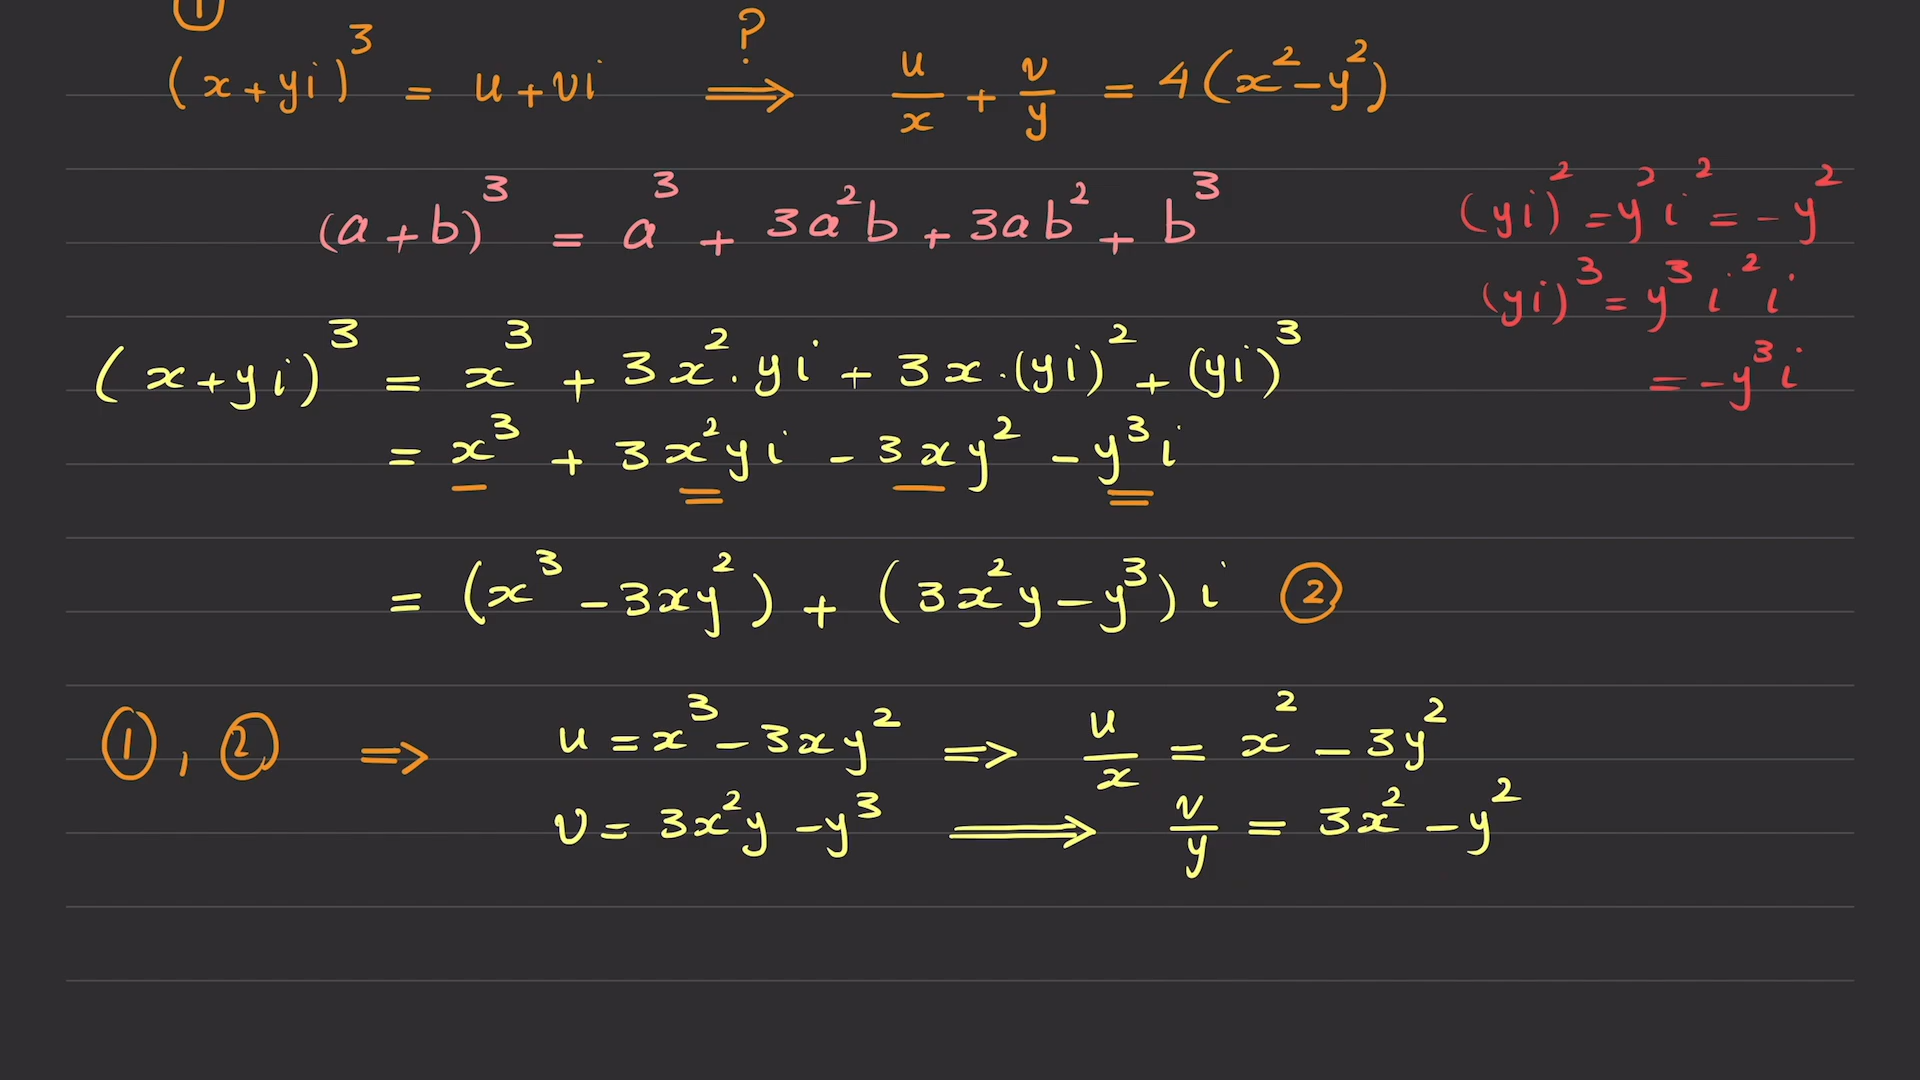 ①
(x+yi)³ = u+vi ?⟹ u/x + v/y = 4(x²-y²)
(a+b)³ = a³ + 3a²b + 3ab² + b³
(yi)² = y²i² = -y²
(yi)³ = y³ i² i
= -y³i
(x+yi)³ = x³ + 3x².yi + 3x.(yi)² + (yi)³
= x³ + 3x²yi - 3xy² - y³i
= (x³ - 3xy²) + (3x²y - y³) i ②
①, ② ⟹ u = x³ - 3xy² ⟹ u/x = x² - 3y²
v = 3x²y - y³ ⟹ v/y = 3x² - y²